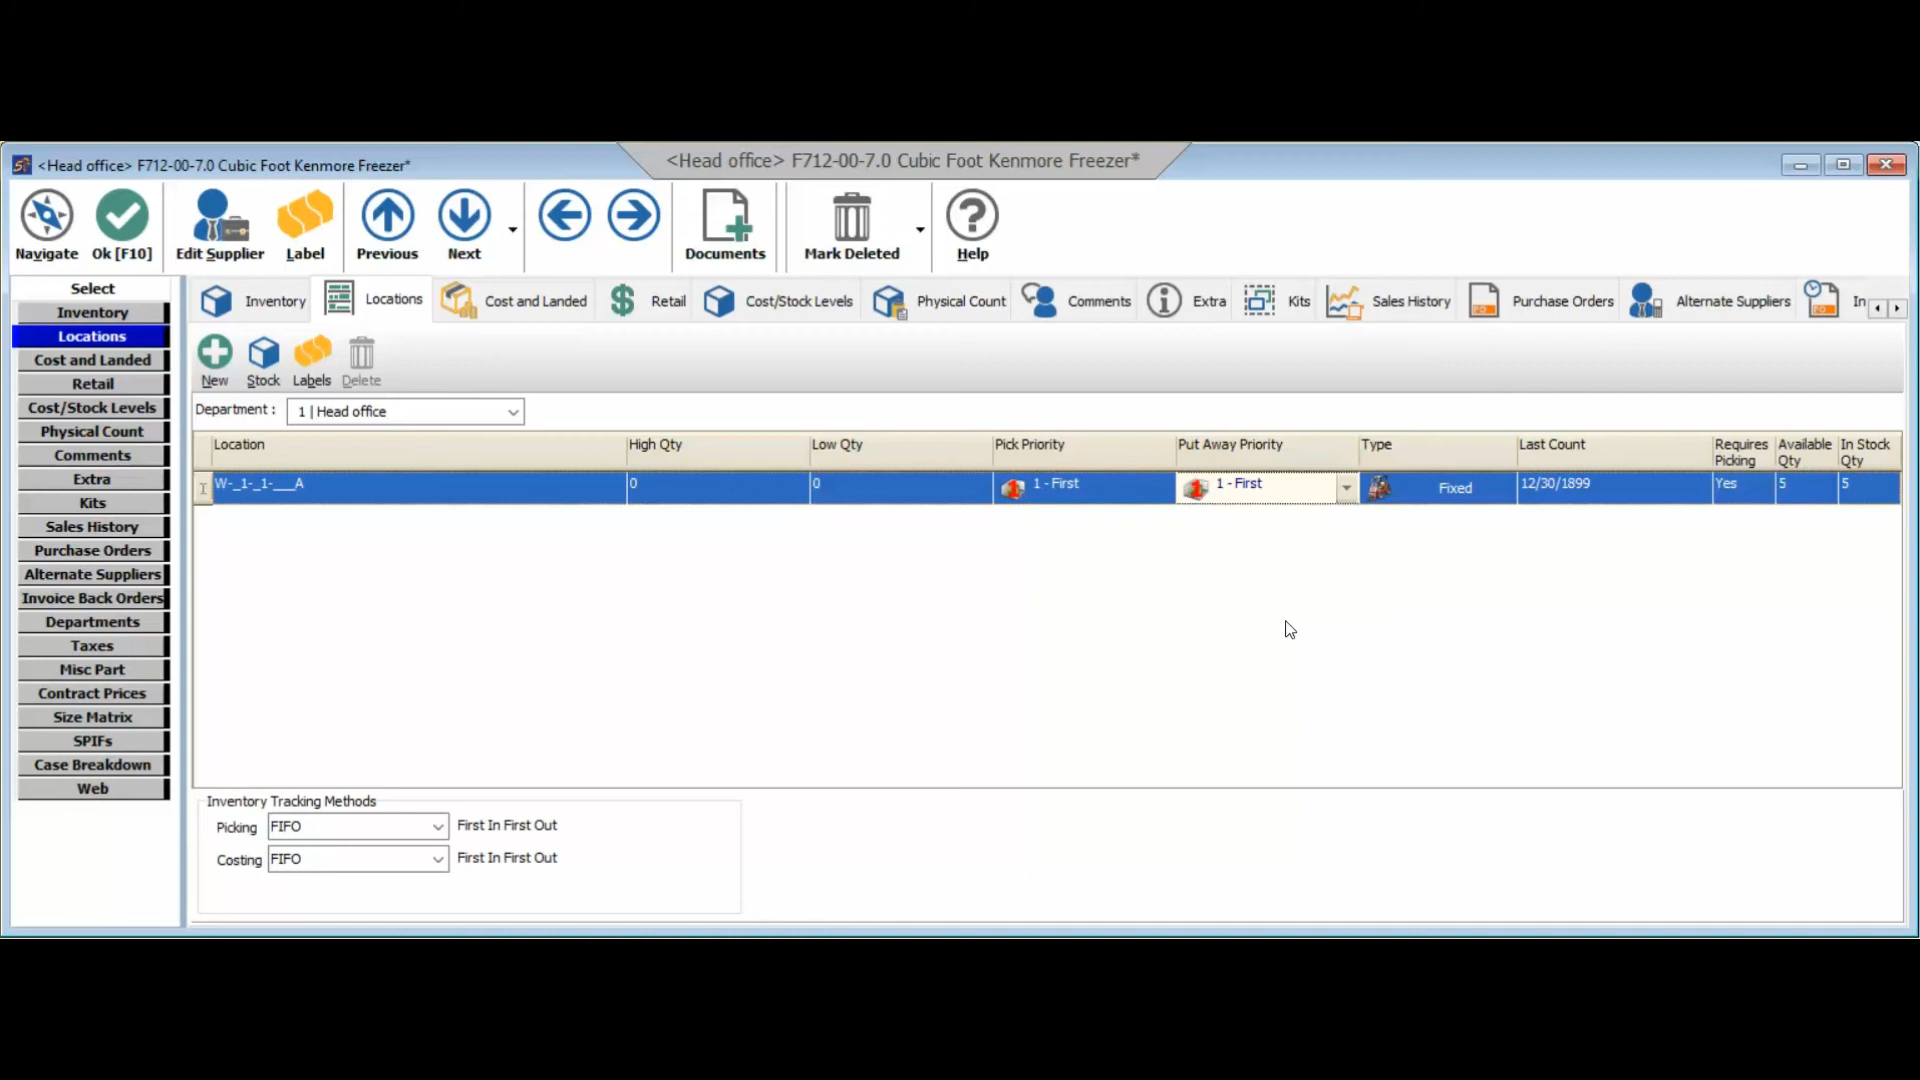 <Head office> F712-00-7.0 Cubic Foot Kenmore Freezer*
<Head office> F712-00-7.0 Cubic Foot Kenmore Freezer*
Navigate
Ok [F10]
Edit Supplier
Label
Previous
Next
Documents
Mark Deleted
Help
Select
Inventory
Locations
Cost and Landed
Retail
Cost/Stock Levels
Physical Count
Comments
Extra
Kits
Sales History
Purchase Orders
Alternate Suppliers
Invoice Back Orders
Departments
Taxes
Misc Part
Contract Prices
Size Matrix
SPIFs
Case Breakdown
Web
Inventory
Locations
Cost and Landed
Retail
Cost/Stock Levels
Physical Count
Comments
Extra
Kits
Sales History
Purchase Orders
Alternate Suppliers
In
New
Stock
Labels
Delete
Department :
1 | Head office
Location
High Qty
Low Qty
Pick Priority
Put Away Priority
Type
Last Count
Requires Picking
Available Qty
In Stock Qty
W-_1-_1-___A
0
0
1 - First
1 - First
Fixed
12/30/1899
Yes
5
5
Inventory Tracking Methods
Picking
FIFO
First In First Out
Costing
FIFO
First In First Out